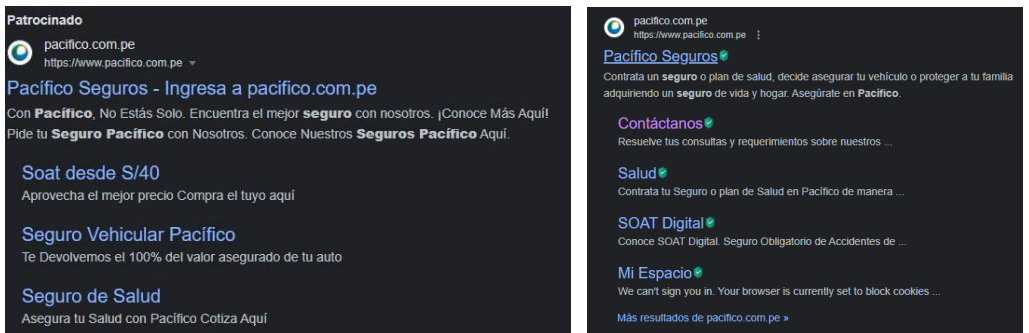 Patrocinado
pacifico.com.pe
https://www.pacifico.com.pe
Pacífico Seguros - Ingresa a pacifico.com.pe
Con Pacífico, No Estás Solo. Encuentra el mejor seguro con nosotros. ¡Conoce Más Aquí!
Pide tu Seguro Pacífico con Nosotros. Conoce Nuestros Seguros Pacífico Aquí.
Soat desde S/40
Aprovecha el mejor precio Compra el tuyo aquí
Seguro Vehicular Pacífico
Te Devolvemos el 100% del valor asegurado de tu auto
Seguro de Salud
Asegura tu Salud con Pacífico Cotiza Aquí
pacifico.com.pe
https://www.pacifico.com.pe
Pacífico Seguros
Contrata un seguro o plan de salud, decide asegurar tu vehículo o proteger a tu familia
adquiriendo un seguro de vida y hogar. Asegúrate en Pacífico.
Contáctanos
Resuelve tus consultas y requerimientos sobre nuestros ...
Salud
Contrata tu Seguro o plan de Salud en Pacífico de manera ...
SOAT Digital
Conoce SOAT Digital. Seguro Obligatorio de Accidentes de ...
Mi Espacio
We can't sign you in. Your browser is currently set to block cookies ...
Más resultados de pacifico.com.pe »